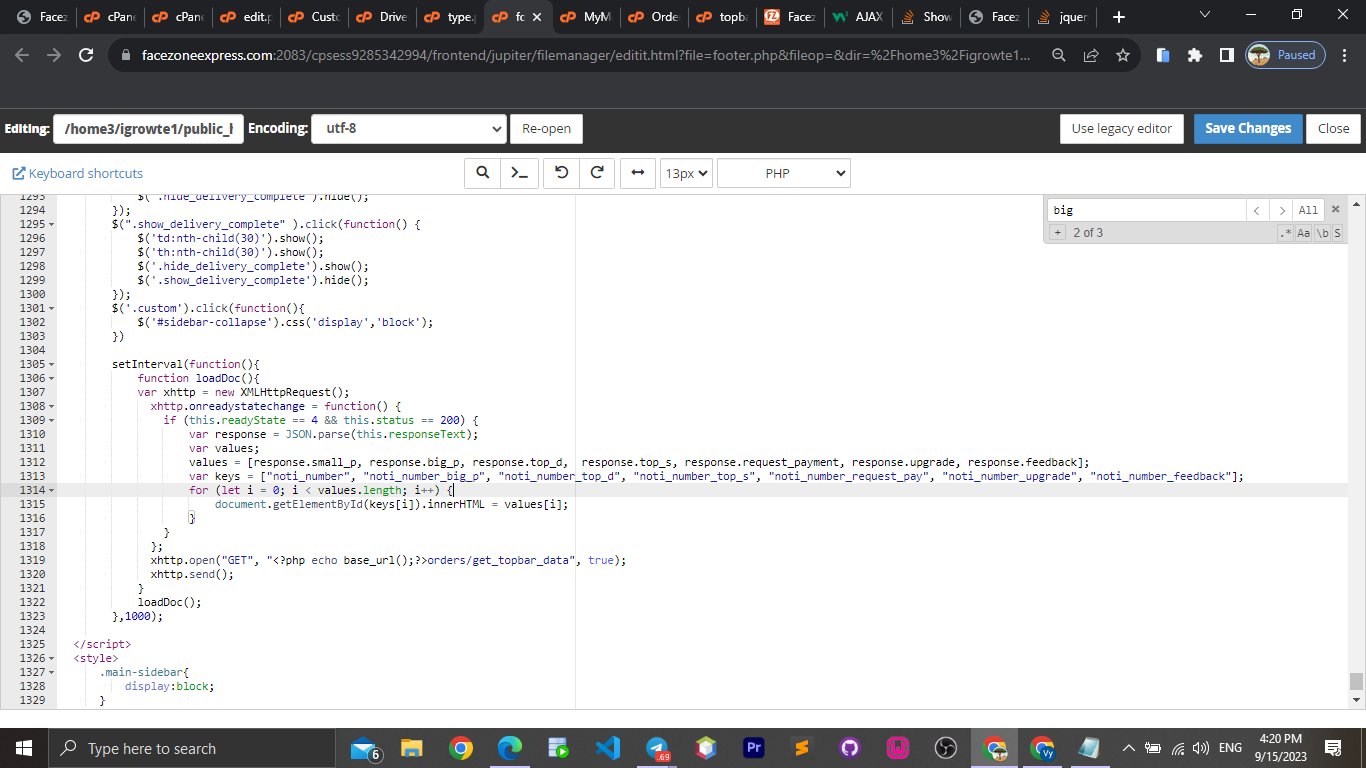 Facez
cPane
cPane
edit.p
Custo
Drive
type.p
fo
MyM
Orde
topba
Facez
AJAX
Show
Facez
jquer
facezoneexpress.com:2083/cpsess9285342994/frontend/jupiter/filemanager/editit.html?file=footer.php&fileop=&dir=%2Fhome3%2Figrowte1...
Paused
Editing:
/home3/igrowte1/public_h
Encoding:
utf-8
Re-open
Use legacy editor
Save Changes
Close
Keyboard shortcuts
13px
PHP
big
All
+ 2 of 3
.* Aa \b S
1293 $( .hide_delivery_complete ).hide();
1294 });
1295 $(".show_delivery_complete" ).click(function() {
1296 $('td:nth-child(30)').show();
1297 $('th:nth-child(30)').show();
1298 $('.hide_delivery_complete').show();
1299 $('.show_delivery_complete').hide();
1300 });
1301 $('.custom').click(function(){
1302 $('#sidebar-collapse').css('display','block');
1303 })
1304
1305 setInterval(function(){
1306 function loadDoc(){
1307 var xhttp = new XMLHttpRequest();
1308 xhttp.onreadystatechange = function() {
1309 if (this.readyState == 4 && this.status == 200) {
1310 var response = JSON.parse(this.responseText);
1311 var values;
1312 values = [response.small_p, response.big_p, response.top_d,  response.top_s, response.request_payment, response.upgrade, response.feedback];
1313 var keys = ["noti_number", "noti_number_big_p", "noti_number_top_d", "noti_number_top_s", "noti_number_request_pay", "noti_number_upgrade", "noti_number_feedback"];
1314 for (let i = 0; i < values.length; i++) {
1315 document.getElementById(keys[i]).innerHTML = values[i];
1316 }
1317 }
1318 };
1319 xhttp.open("GET", "<?php echo base_url();?>orders/get_topbar_data", true);
1320 xhttp.send();
1321 }
1322 loadDoc();
1323 },1000);
1324
1325 </script>
1326 <style>
1327 .main-sidebar{
1328 display:block;
1329 }
Type here to search
6
.69
Pr
Vy
ENG
4:20 PM
9/15/2023